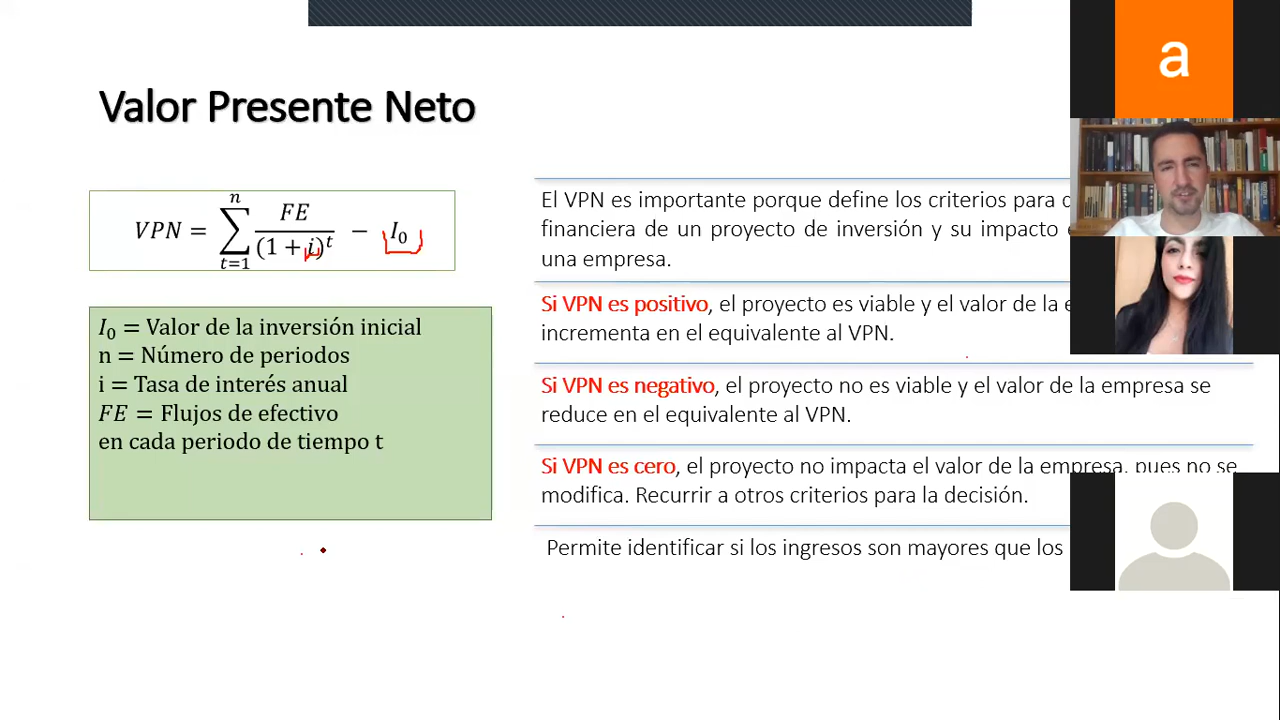 Valor Presente Neto
VPN = ∑ₜ₌₁ⁿ FE / (1 + i)ᵗ − I₀
I₀ = Valor de la inversión inicial
n = Número de periodos
i = Tasa de interés anual
FE = Flujos de efectivo
en cada periodo de tiempo t
El VPN es importante porque define los criterios para
financiera de un proyecto de inversión y su impacto
una empresa.
Si VPN es positivo, el proyecto es viable y el valor de la
incrementa en el equivalente al VPN.
Si VPN es negativo, el proyecto no es viable y el valor de la empresa se
reduce en el equivalente al VPN.
Si VPN es cero, el proyecto no impacta el valor de la empresa, pues no se
modifica. Recurrir a otros criterios para la decisión.
Permite identificar si los ingresos son mayores que los
a